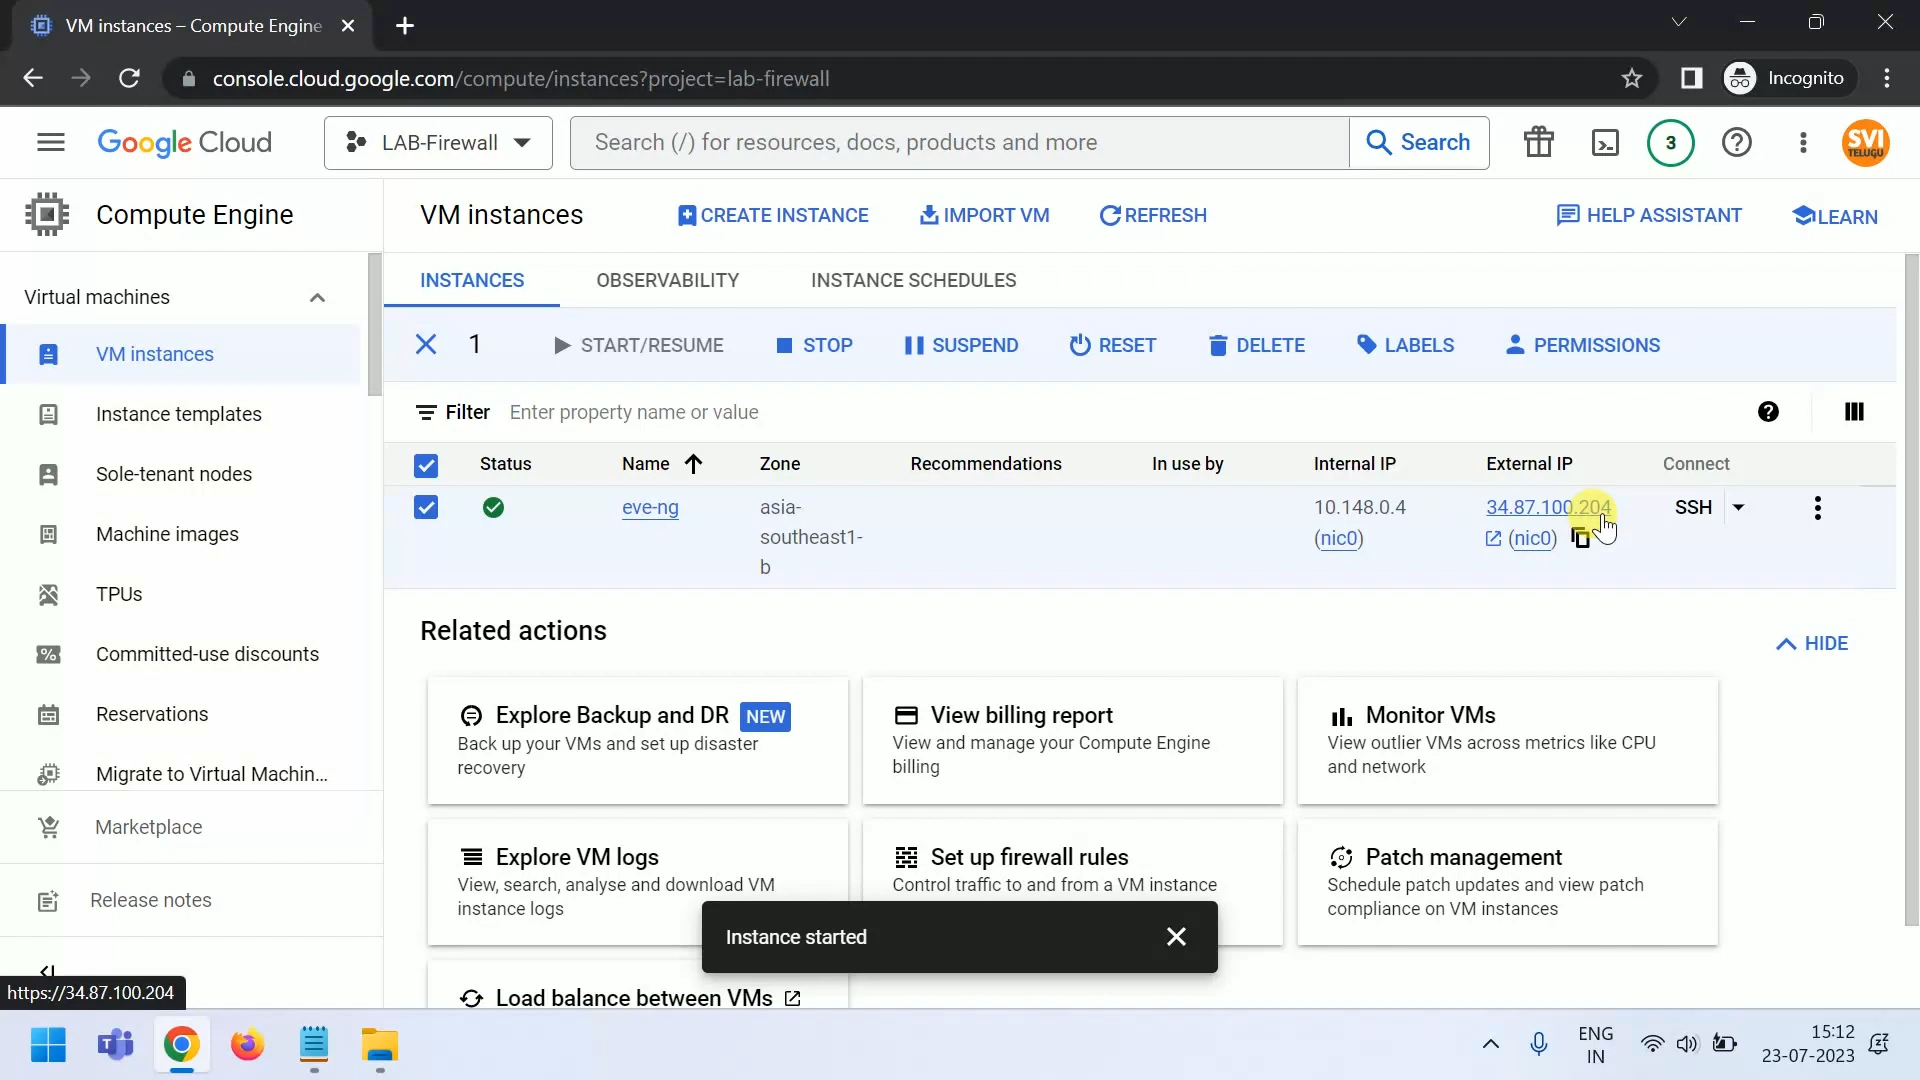 VM instances – Compute Engine
console.cloud.google.com/compute/instances?project=lab-firewall
Incognito
Google Cloud
LAB-Firewall
Search (/) for resources, docs, products and more
Search
3
SVI
TELUGU
Compute Engine
VM instances
CREATE INSTANCE
IMPORT VM
REFRESH
HELP ASSISTANT
LEARN
Virtual machines
VM instances
Instance templates
Sole-tenant nodes
Machine images
TPUs
Committed-use discounts
Reservations
Migrate to Virtual Machin...
Marketplace
Release notes
https://34.87.100.204
INSTANCES
OBSERVABILITY
INSTANCE SCHEDULES
1
START/RESUME
STOP
SUSPEND
RESET
DELETE
LABELS
PERMISSIONS
Filter
Enter property name or value
Status
Name
Zone
Recommendations
In use by
Internal IP
External IP
Connect
eve-ng
asia-
southeast1-
b
10.148.0.4
(nic0)
34.87.100.204
(nic0)
SSH
Related actions
HIDE
Explore Backup and DR
NEW
Back up your VMs and set up disaster
recovery
View billing report
View and manage your Compute Engine
billing
Monitor VMs
View outlier VMs across metrics like CPU
and network
Explore VM logs
View, search, analyse and download VM
instance logs
Set up firewall rules
Control traffic to and from a VM instance
Patch management
Schedule patch updates and view patch
compliance on VM instances
Instance started
Load balance between VMs
ENG
IN
15:12
23-07-2023